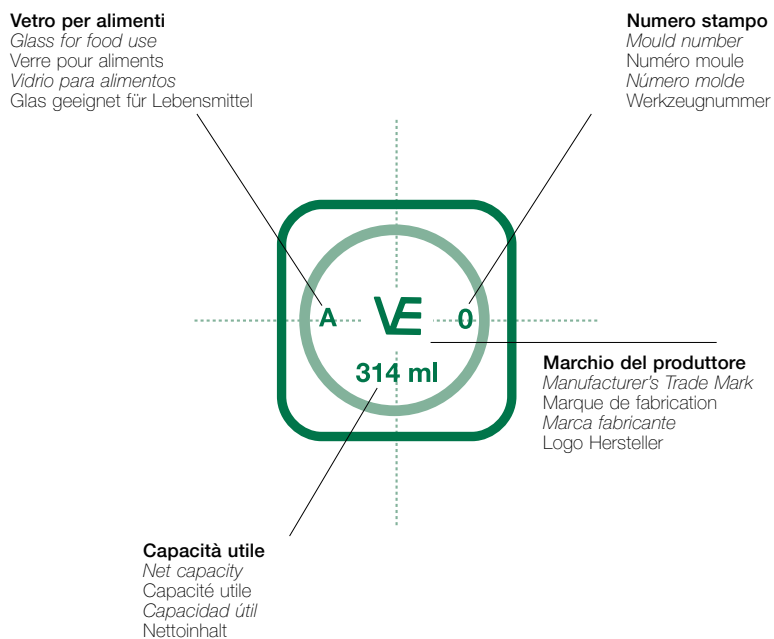 Vetro per alimenti
Glass for food use
Verre pour aliments
Vidrio para alimentos
Glas geeignet für Lebensmittel
Numero stampo
Mould number
Numéro moule
Número molde
Werkzeugnummer
A VE 0
314 ml
Marchio del produttore
Manufacturer's Trade Mark
Marque de fabrication
Marca fabricante
Logo Hersteller
Capacità utile
Net capacity
Capacité utile
Capacidad útil
Nettoinhalt